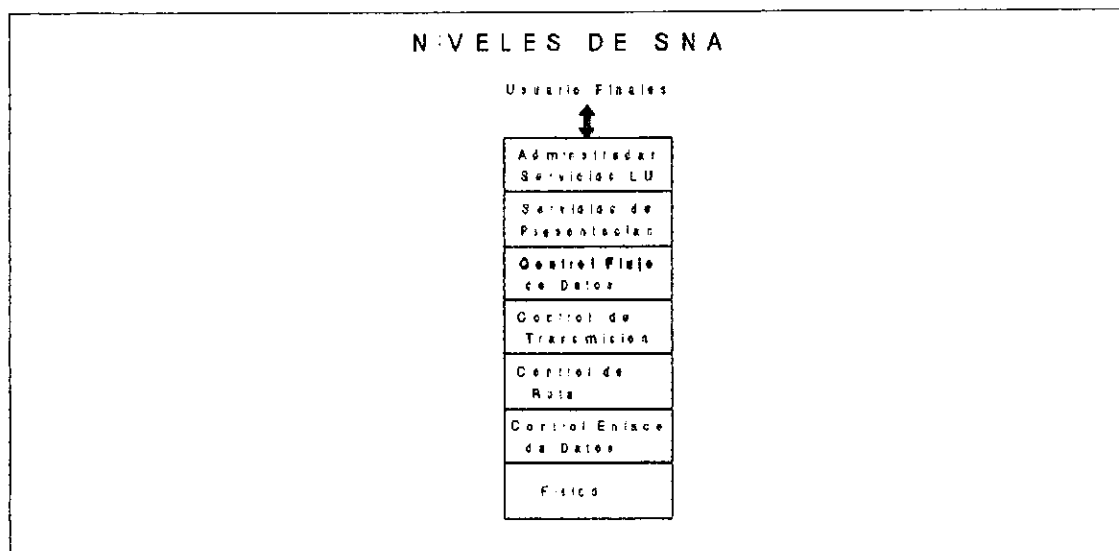 NIVELES DE SNA
Usuario Finales
Administrador
Servicios LU
Servicios de
Presentacion
Control Flujo
de Datos
Control de
Transmicion
Control de
Ruta
Control Enlace
de Datos
Fisico